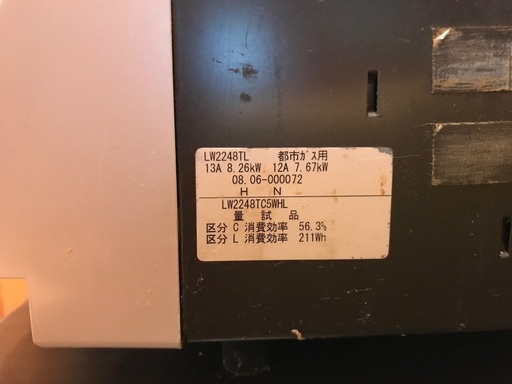 LW2248TL 都市ガス用
13A 8.26kW 12A 7.67kW
08.06-000072
H N
LW2248TC5WHL
量 試 品
区分 C 消費効率 56.3%
区分 L 消費効率 211Wh